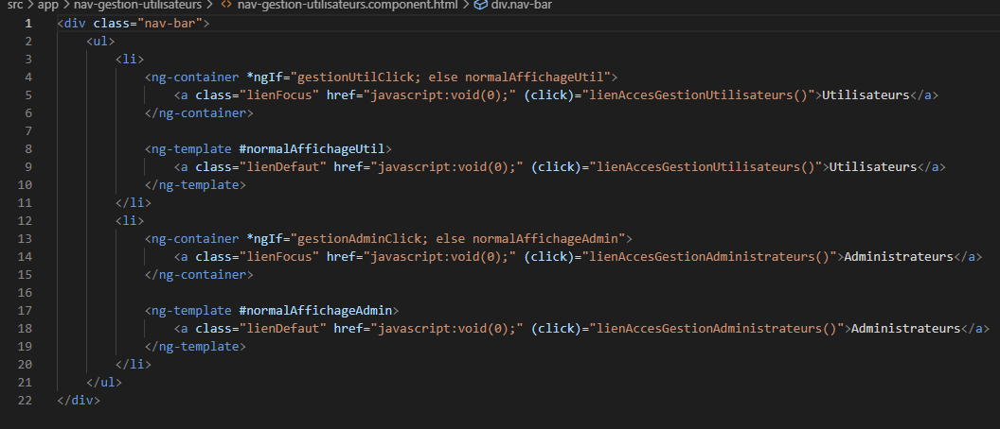 src > app > nav-gestion-utilisateurs > <> nav-gestion-utilisateurs.component.html > div.nav-bar
1 <div class="nav-bar">
2 <ul>
3 <li>
4 <ng-container *ngIf="gestionUtilClick; else normalAffichageUtil">
5 <a class="lienFocus" href="javascript:void(0);" (click)="lienAccesGestionUtilisateurs()">Utilisateurs</a>
6 </ng-container>
7
8 <ng-template #normalAffichageUtil>
9 <a class="lienDefaut" href="javascript:void(0);" (click)="lienAccesGestionUtilisateurs()">Utilisateurs</a>
10 </ng-template>
11 </li>
12 <li>
13 <ng-container *ngIf="gestionAdminClick; else normalAffichageAdmin">
14 <a class="lienFocus" href="javascript:void(0);" (click)="lienAccesGestionAdministrateurs()">Administrateurs</a>
15 </ng-container>
16
17 <ng-template #normalAffichageAdmin>
18 <a class="lienDefaut" href="javascript:void(0);" (click)="lienAccesGestionAdministrateurs()">Administrateurs</a>
19 </ng-template>
20 </li>
21 </ul>
22 </div>